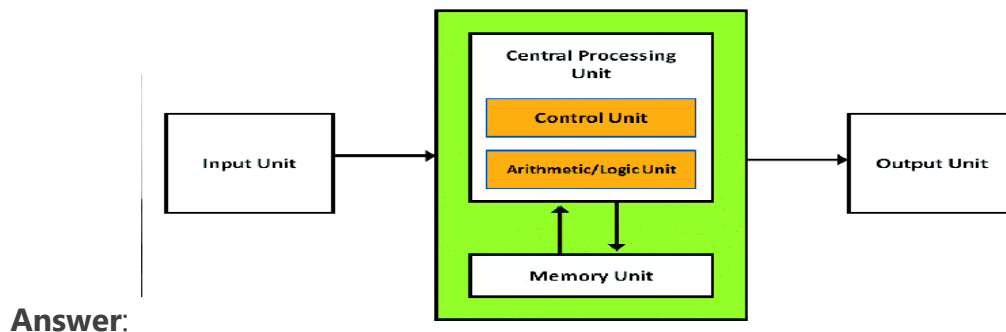 Central Processing
Unit
Control Unit
Input Unit
Arithmetic/Logic Unit
Output Unit
Memory Unit
Answer: